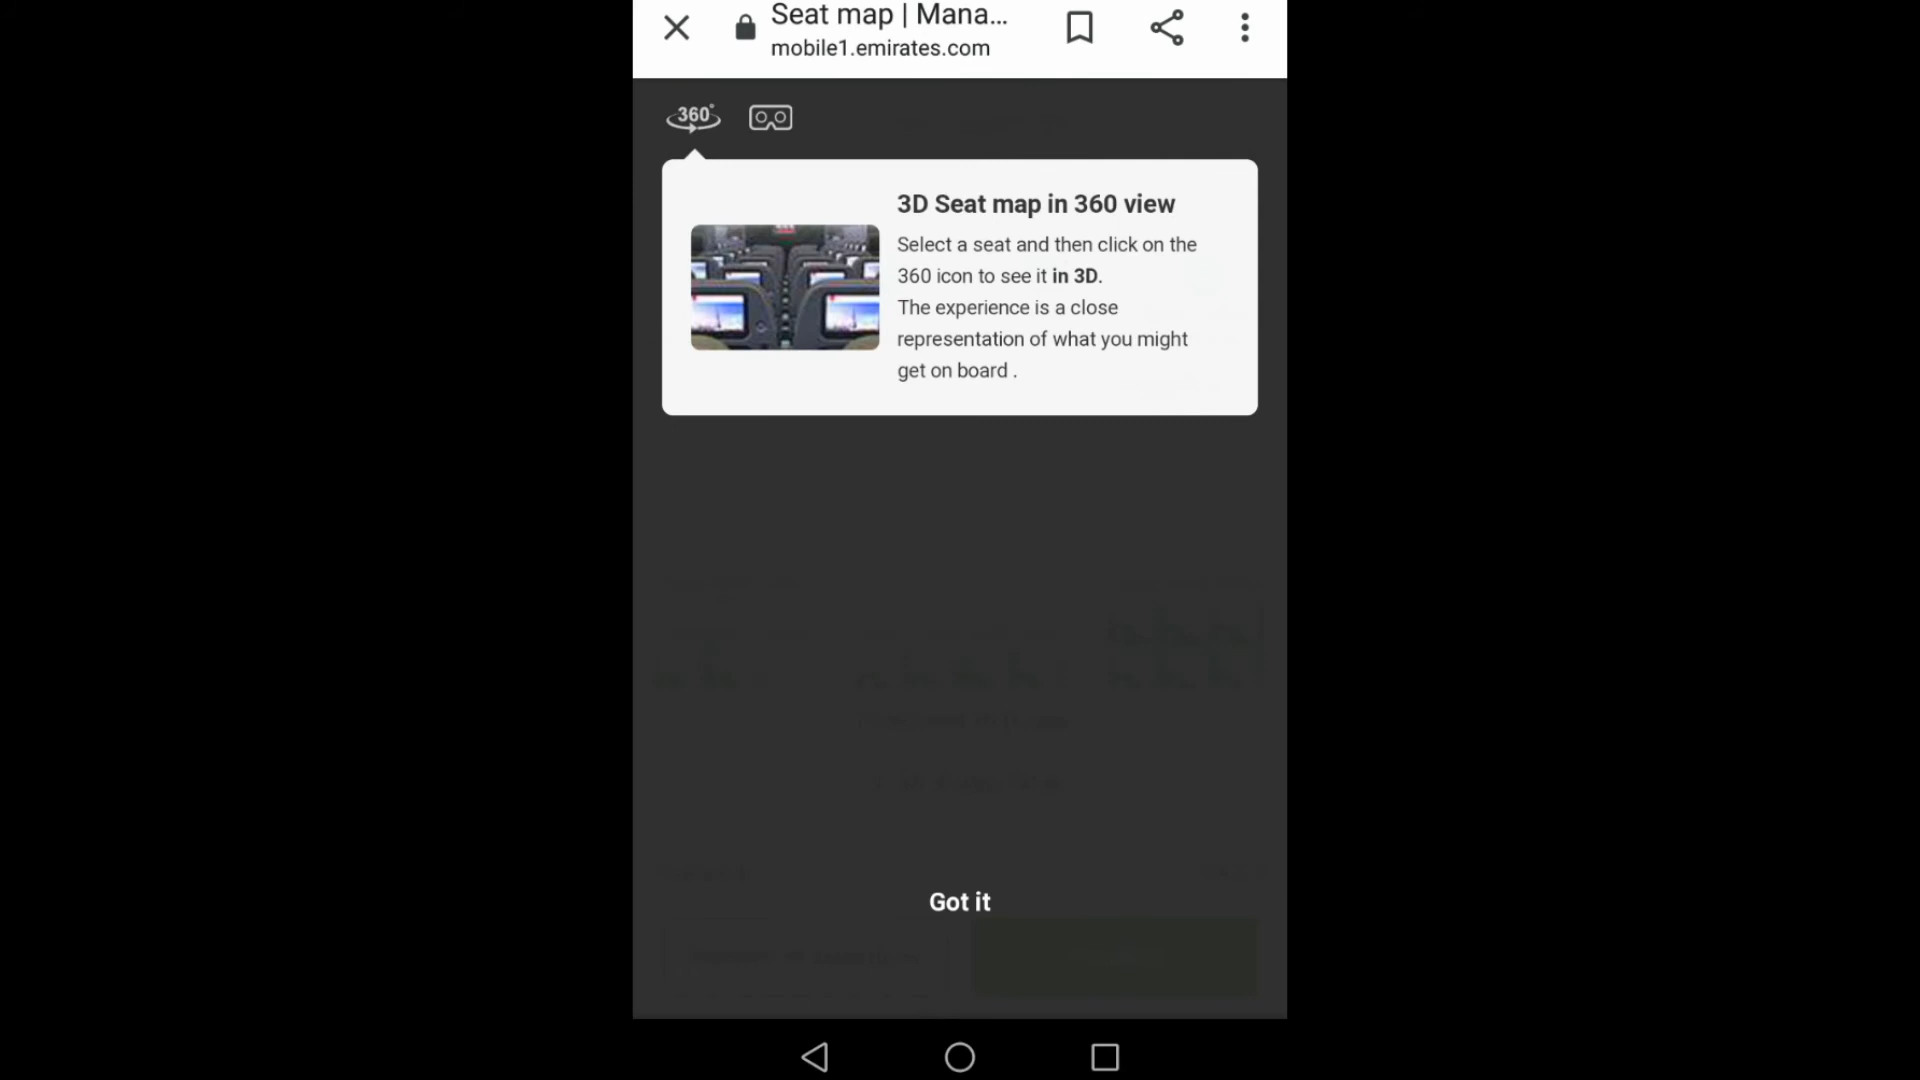 Seat map | Mana...
mobile1.emirates.com
360°
3D Seat map in 360 view
Select a seat and then click on the
360 icon to see it in 3D.
The experience is a close
representation of what you might
get on board .
Got it